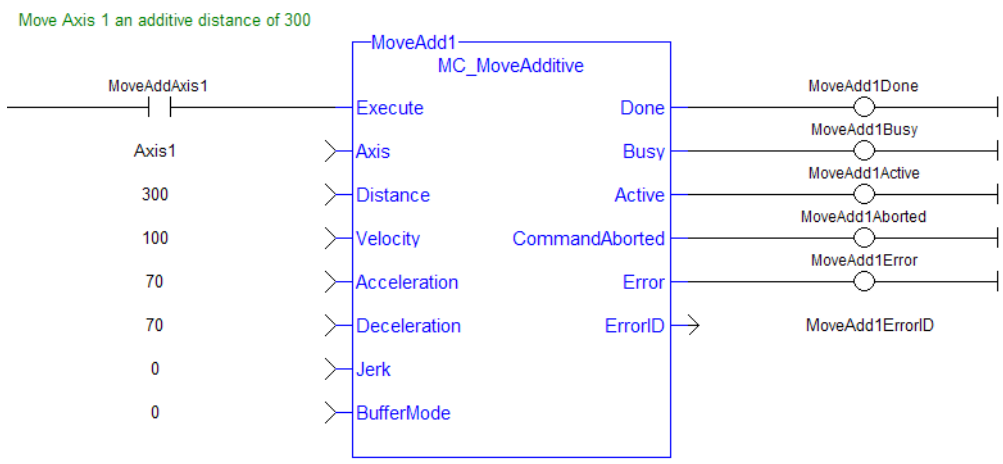 Move Axis 1 an additive distance of 300
MoveAdd1
MC_MoveAdditive
MoveAddAxis1
Execute
Done
MoveAdd1Done
Axis1
Axis
Busy
MoveAdd1Busy
300
Distance
Active
MoveAdd1Active
100
Velocity
CommandAborted
MoveAdd1Aborted
70
Acceleration
Error
MoveAdd1Error
70
Deceleration
ErrorID
MoveAdd1ErrorID
0
Jerk
0
BufferMode